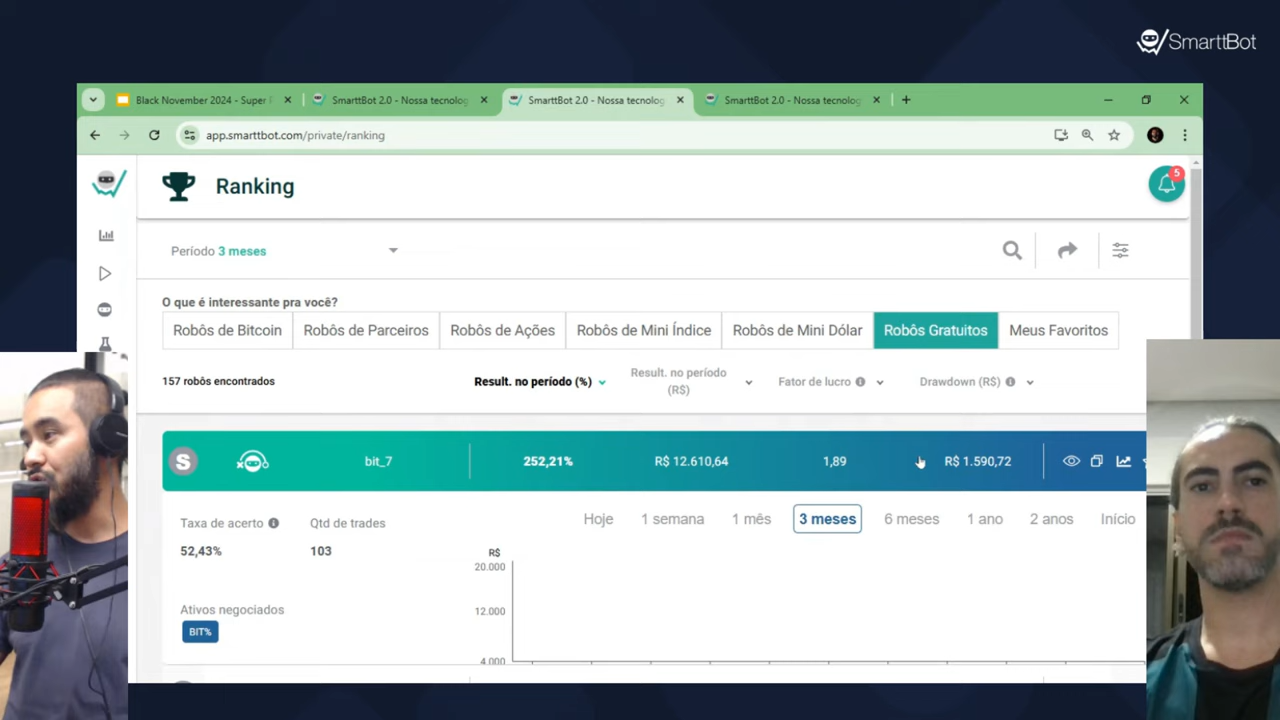 SmarttBot
Black November 2024 - Super
SmarttBot 2.0 - Nossa tecnolog
SmarttBot 2.0 - Nossa tecnolog
SmarttBot 2.0 - Nossa tecnolog
app.smarttbot.com/private/ranking
Ranking
5
Período 3 meses
O que é interessante pra você?
Robôs de Bitcoin
Robôs de Parceiros
Robôs de Ações
Robôs de Mini Índice
Robôs de Mini Dólar
Robôs Gratuitos
Meus Favoritos
157 robôs encontrados
Result. no período (%)
Result. no período
(R$)
Fator de lucro
Drawdown (R$)
S
bit_7
252,21%
R$ 12.610,64
1,89
R$ 1.590,72
Taxa de acerto
Qtd de trades
52,43%
103
Hoje
1 semana
1 mês
3 meses
6 meses
1 ano
2 anos
Início
R$
20.000
12.000
4.000
Ativos negociados
BIT%